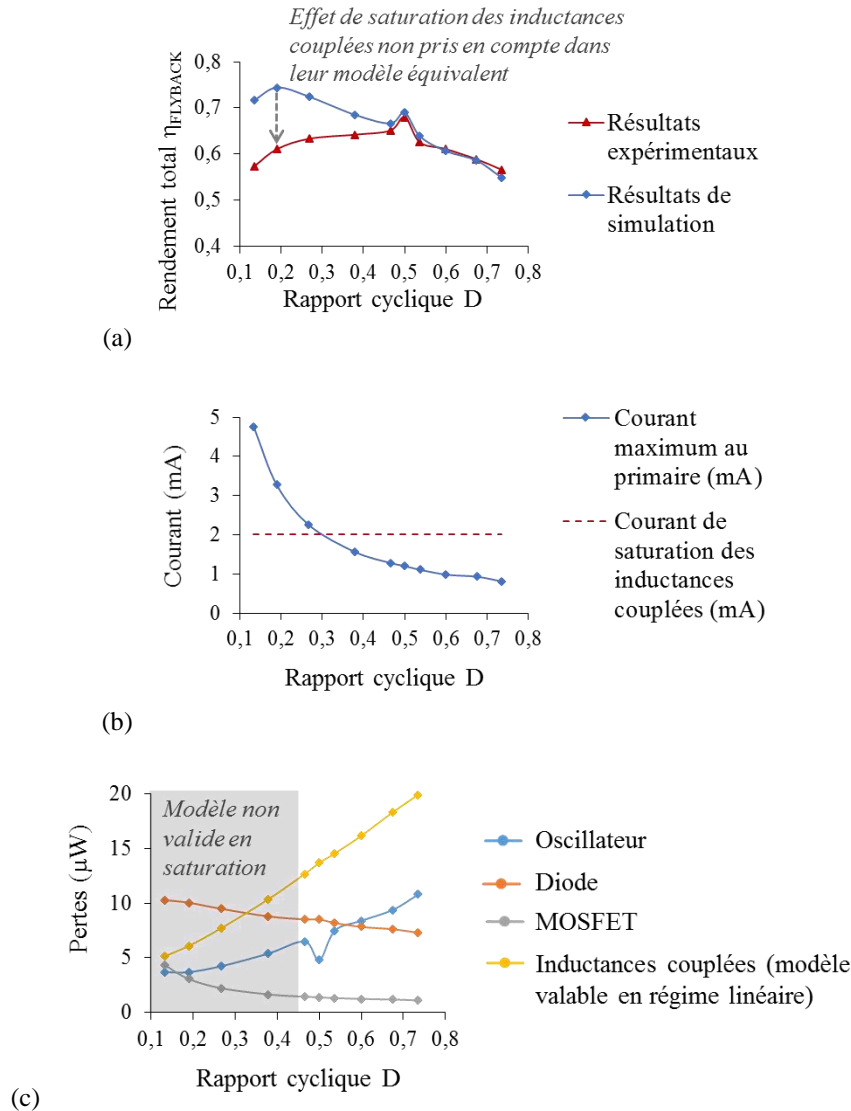 Effet de saturation des inductances
couplées non pris en compte dans
leur modèle équivalent
Rendement total ηFLYBACK
0,8
0,7
0,6
0,5
0,4
0,1 0,2 0,3 0,4 0,5 0,6 0,7 0,8
Rapport cyclique D
Résultats
expérimentaux
Résultats de
simulation
(a)
Courant (mA)
5
4
3
2
1
0
0,1 0,2 0,3 0,4 0,5 0,6 0,7 0,8
Rapport cyclique D
Courant
maximum au
primaire (mA)
Courant de
saturation des
inductances
couplées (mA)
(b)
Pertes (µW)
20
15
10
5
0
Modèle non
valide en
saturation
0,1 0,2 0,3 0,4 0,5 0,6 0,7 0,8
Rapport cyclique D
Oscillateur
Diode
MOSFET
Inductances couplées (modèle
valable en régime linéaire)
(c)